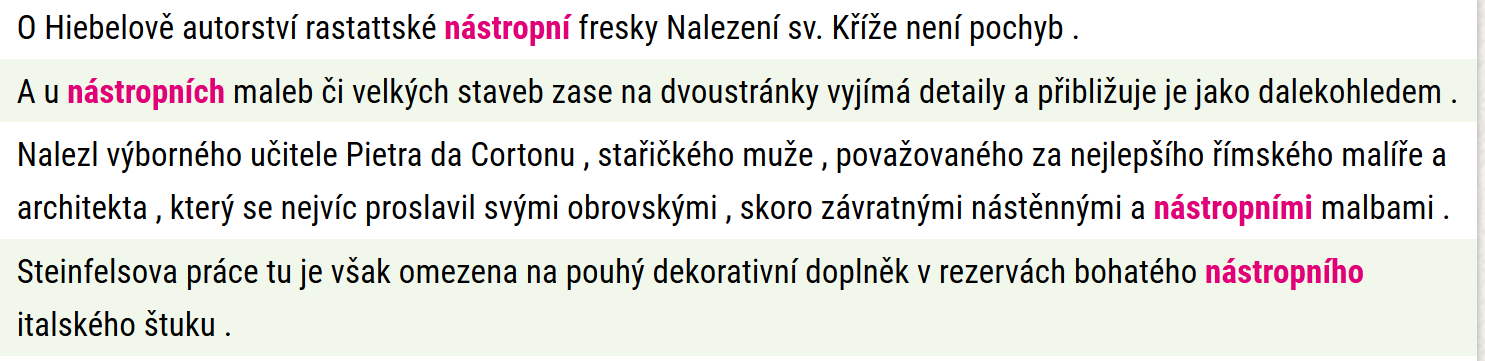 O Hiebelově autorství rastattské nástropní fresky Nalezení sv. Kříže není pochyb .
A u nástropních maleb či velkých staveb zase na dvoustránky vyjímá detaily a přibližuje je jako dalekohledem .
Nalezl výborného učitele Pietra da Cortonu , stařičkého muže , považovaného za nejlepšího římského malíře a
architekta , který se nejvíc proslavil svými obrovskými , skoro závratnými nástěnnými a nástropními malbami .
Steinfelsova práce tu je však omezena na pouhý dekorativní doplněk v rezervách bohatého nástropního
italského štuku .